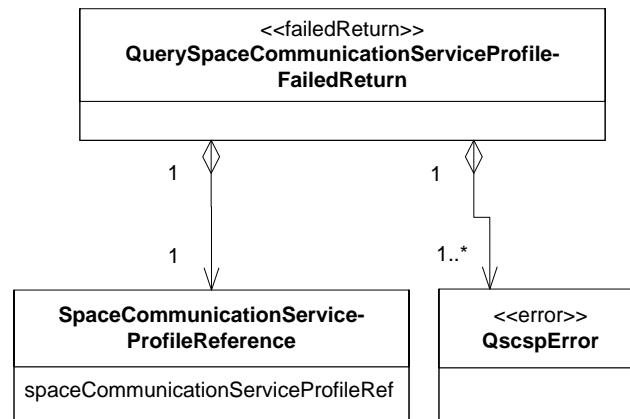 <<failedReturn>>
QuerySpaceCommunicationServiceProfile-
FailedReturn
1
1
1
1..*
SpaceCommunicationService-
ProfileReference
spaceCommunicationServiceProfileRef
<<error>>
QscspError